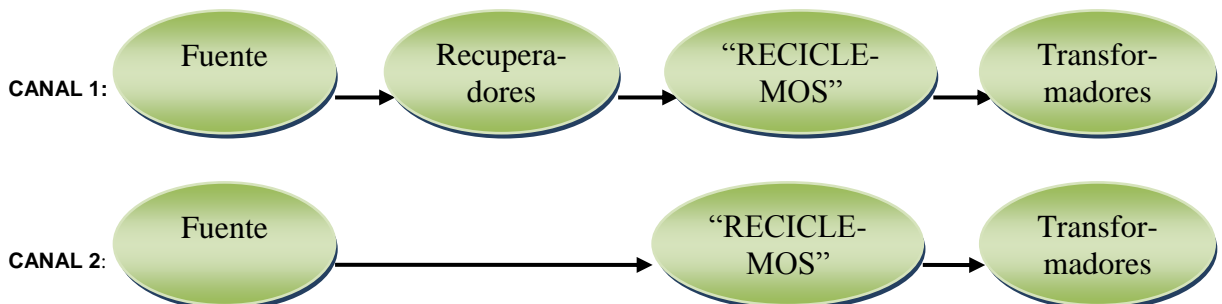 CANAL 1:
Fuente
Recupera-
dores
“RECICLE-
MOS”
Transfor-
madores
CANAL 2:
Fuente
“RECICLE-
MOS”
Transfor-
madores